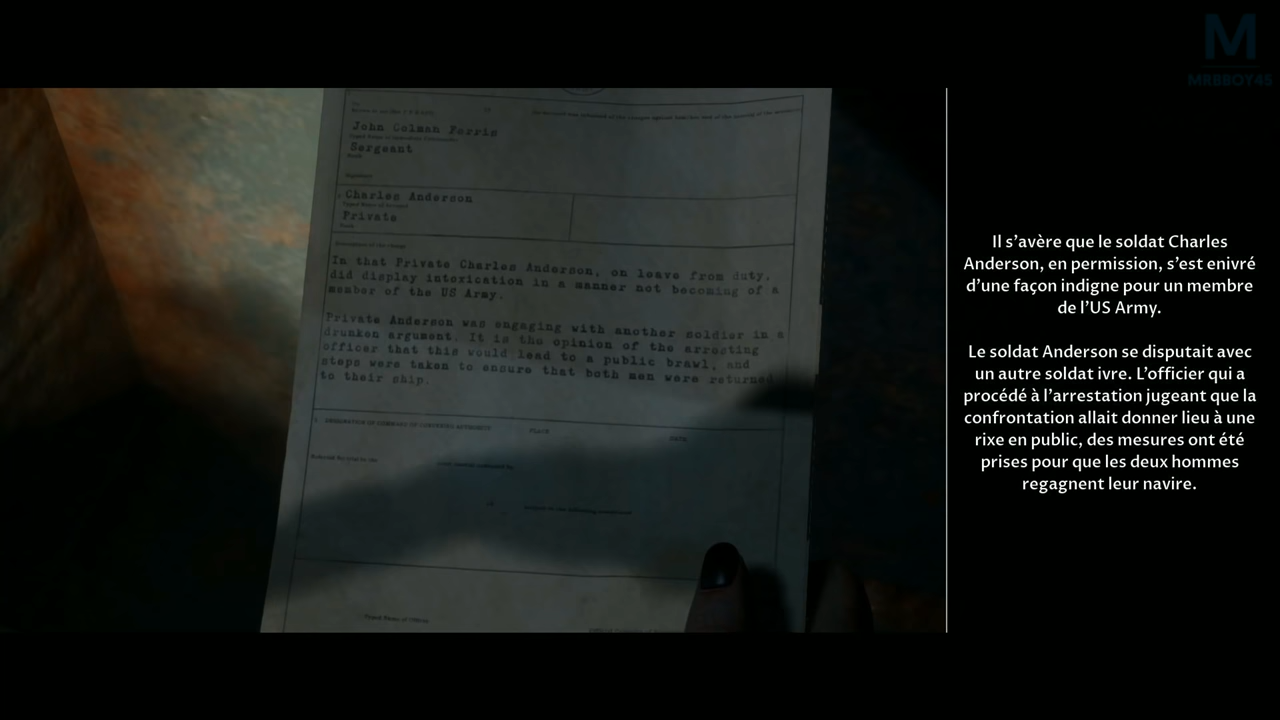 M
MRBBOY45
John Colman Ferris
Sergeant
Charles Anderson
Private
In that Private Charles Anderson, on leave from duty,
did display intoxication in a manner not becoming of a
member of the US Army.
Private Anderson was engaging with another soldier in a
drunken argument. It is the opinion of the arresting
officer that this would lead to a public brawl, and
steps were taken to ensure that both men were returned
to their ship.
PLACE
DATE
Il s'avère que le soldat Charles
Anderson, en permission, s'est enivré
d'une façon indigne pour un membre
de l'US Army.
Le soldat Anderson se disputait avec
un autre soldat ivre. L'officier qui a
procédé à l'arrestation jugeant que la
confrontation allait donner lieu à une
rixe en public, des mesures ont été
prises pour que les deux hommes
regagnent leur navire.